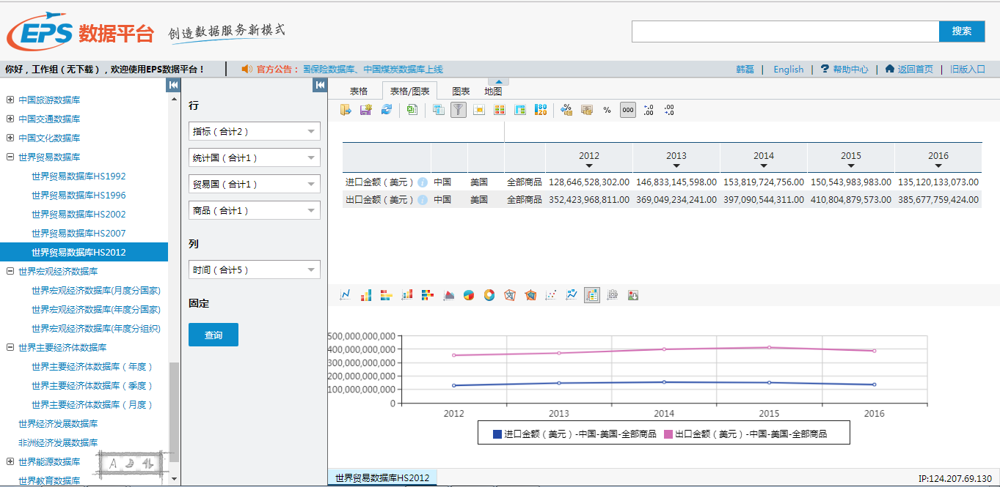 EPS 数据平台 创造数据服务新模式
搜索
你好，工作组（无下载），欢迎使用EPS数据平台！ 官方公告： 国保险数据库、中国煤炭数据库上线 韩磊 | English | ? 帮助中心 | 返回首页 | 旧版入口
中国旅游数据库
中国交通数据库
中国文化数据库
世界贸易数据库
世界贸易数据库HS1992
世界贸易数据库HS1996
世界贸易数据库HS2002
世界贸易数据库HS2007
世界贸易数据库HS2012
世界宏观经济数据库
世界宏观经济数据库(月度分国家)
世界宏观经济数据库(年度分国家)
世界宏观经济数据库(年度分组织)
世界主要经济体数据库
世界主要经济体数据库（年度）
世界主要经济体数据库（季度）
世界主要经济体数据库（月度）
世界经济发展数据库
非洲经济发展数据库
世界能源数据库
世界教育数据库
行
指标（合计2）
统计国（合计1）
贸易国（合计1）
商品（合计1）
列
时间（合计5）
固定
查询
表格 表格/图表 图表 地图
% 000 .0 .00 .00 .0
2012 2013 2014 2015 2016
进口金额（美元） 中国 美国 全部商品 128,646,528,302.00 146,833,145,598.00 153,819,724,756.00 150,543,983,983.00 135,120,133,073.00
出口金额（美元） 中国 美国 全部商品 352,423,968,811.00 369,049,234,241.00 397,090,544,311.00 410,804,879,573.00 385,677,759,424.00
500,000,000,000
400,000,000,000
300,000,000,000
200,000,000,000
100,000,000,000
0
2012 2013 2014 2015 2016
进口金额（美元）-中国-美国-全部商品 出口金额（美元）-中国-美国-全部商品
世界贸易数据库HS2012
IP:124.207.69.130